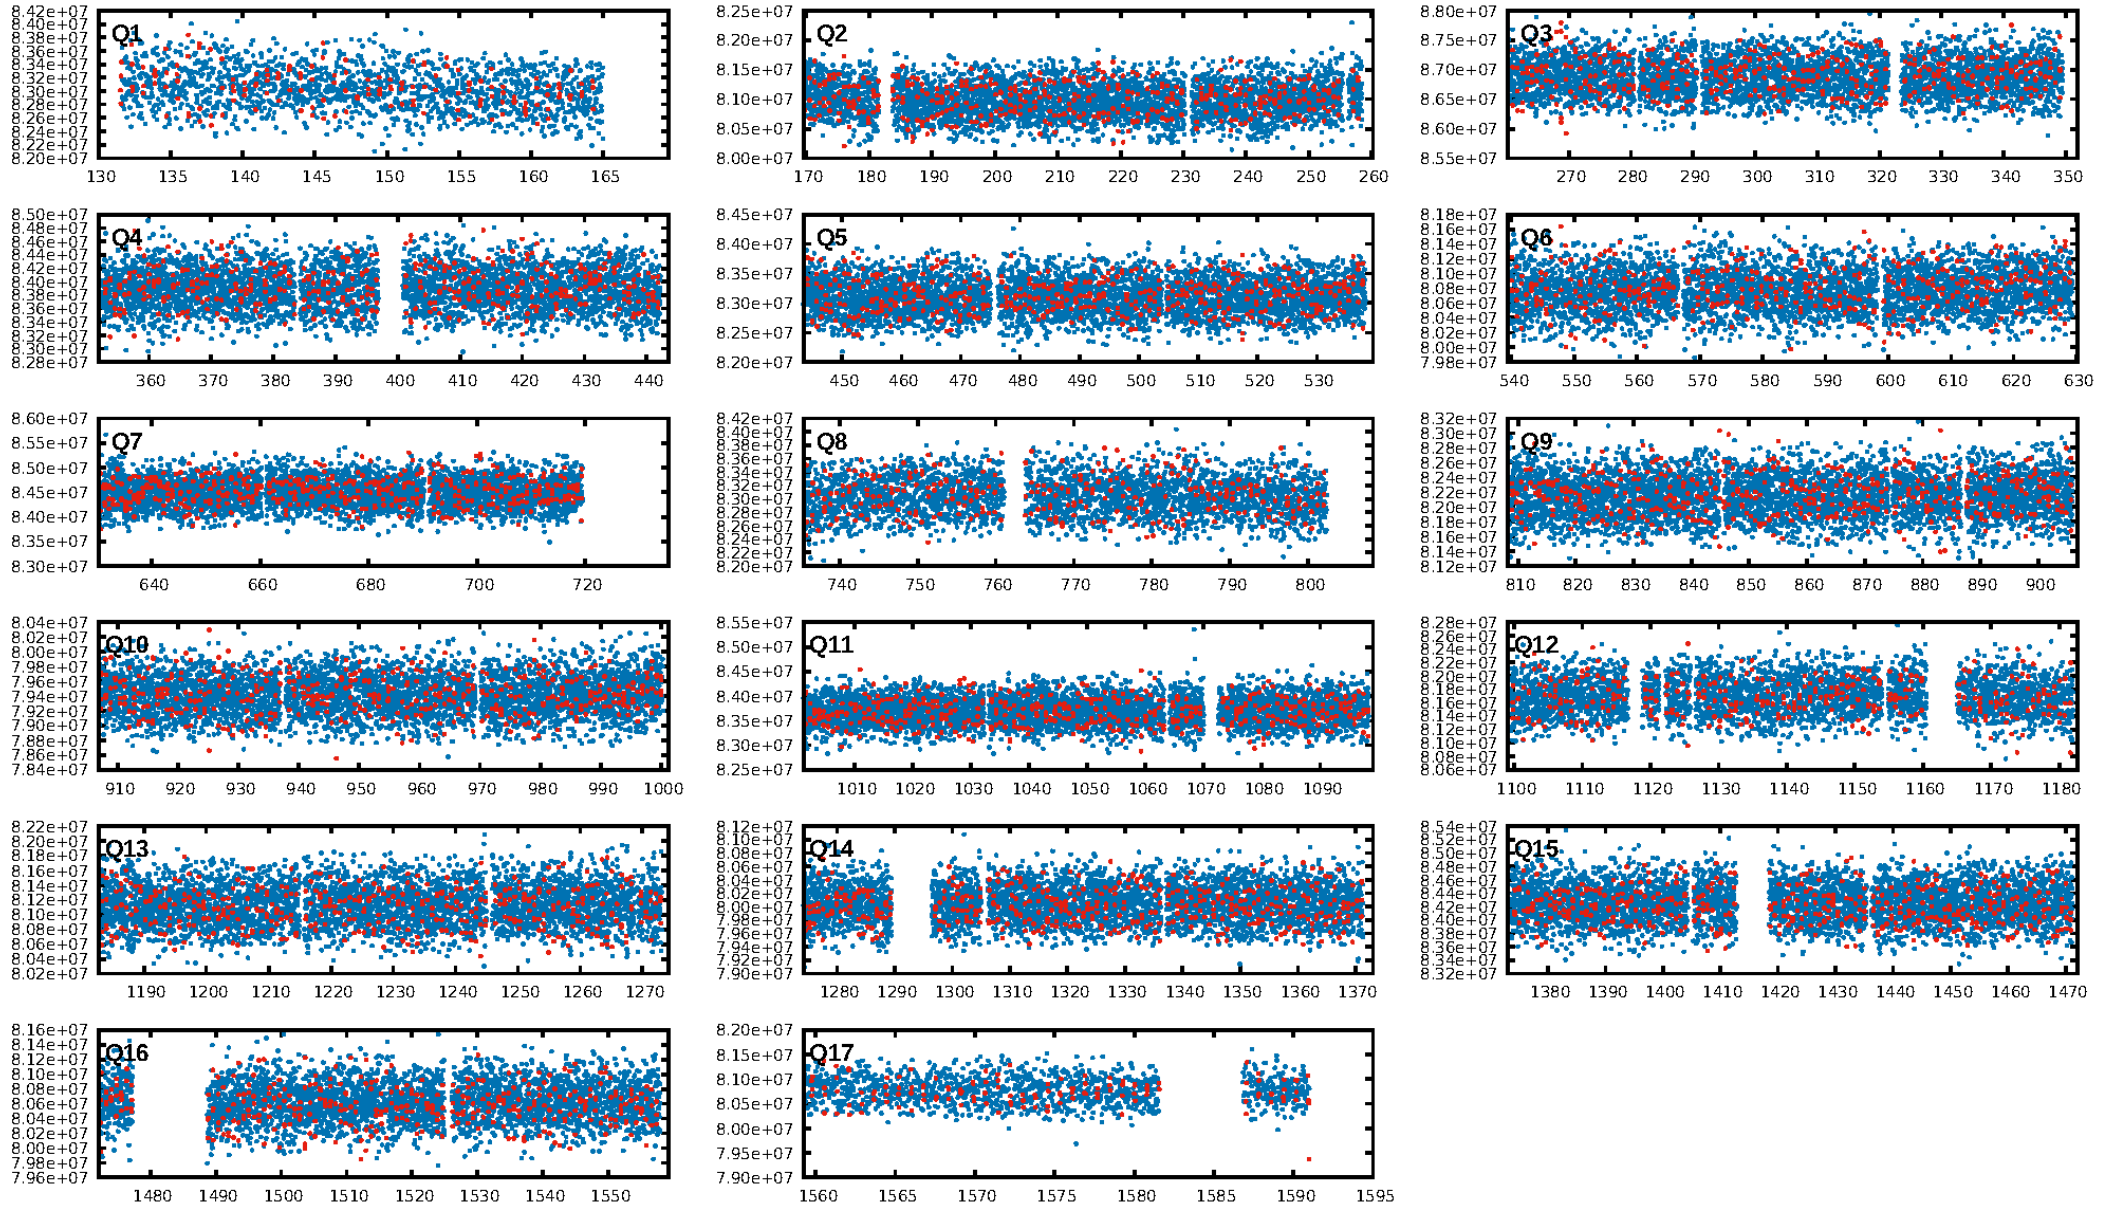 8.42e+07
8.40e+07
8.38e+07
8.36e+07
8.34e+07
8.32e+07
8.30e+07
8.28e+07
8.26e+07
8.24e+07
8.22e+07
8.20e+07
Q1
130 135 140 145 150 155 160 165
8.25e+07
8.20e+07
8.15e+07
8.10e+07
8.05e+07
8.00e+07
Q2
170 180 190 200 210 220 230 240 250 260
8.80e+07
8.75e+07
8.70e+07
8.65e+07
8.60e+07
8.55e+07
Q3
270 280 290 300 310 320 330 340 350
8.50e+07
8.48e+07
8.46e+07
8.44e+07
8.42e+07
8.40e+07
8.38e+07
8.36e+07
8.34e+07
8.32e+07
8.30e+07
8.28e+07
Q4
360 370 380 390 400 410 420 430 440
8.45e+07
8.40e+07
8.35e+07
8.30e+07
8.25e+07
8.20e+07
Q5
450 460 470 480 490 500 510 520 530
8.18e+07
8.16e+07
8.14e+07
8.12e+07
8.10e+07
8.08e+07
8.06e+07
8.04e+07
8.02e+07
8.00e+07
7.98e+07
Q6
540 550 560 570 580 590 600 610 620 630
8.60e+07
8.55e+07
8.50e+07
8.45e+07
8.40e+07
8.35e+07
8.30e+07
Q7
640 660 680 700 720
8.42e+07
8.40e+07
8.38e+07
8.36e+07
8.34e+07
8.32e+07
8.30e+07
8.28e+07
8.26e+07
8.24e+07
8.22e+07
8.20e+07
Q8
740 750 760 770 780 790 800
8.32e+07
8.30e+07
8.28e+07
8.26e+07
8.24e+07
8.22e+07
8.20e+07
8.18e+07
8.16e+07
8.14e+07
8.12e+07
Q9
810 820 830 840 850 860 870 880 890 900
8.04e+07
8.02e+07
8.00e+07
7.98e+07
7.96e+07
7.94e+07
7.92e+07
7.90e+07
7.88e+07
7.86e+07
7.84e+07
Q10
910 920 930 940 950 960 970 980 990 1000
8.55e+07
8.50e+07
8.45e+07
8.40e+07
8.35e+07
8.30e+07
8.25e+07
Q11
1010 1020 1030 1040 1050 1060 1070 1080 1090
8.28e+07
8.26e+07
8.24e+07
8.22e+07
8.20e+07
8.18e+07
8.16e+07
8.14e+07
8.12e+07
8.10e+07
8.08e+07
8.06e+07
Q12
1100 1110 1120 1130 1140 1150 1160 1170 1180
8.22e+07
8.20e+07
8.18e+07
8.16e+07
8.14e+07
8.12e+07
8.10e+07
8.08e+07
8.06e+07
8.04e+07
8.02e+07
Q13
1190 1200 1210 1220 1230 1240 1250 1260 1270
8.12e+07
8.10e+07
8.08e+07
8.06e+07
8.04e+07
8.02e+07
8.00e+07
7.98e+07
7.96e+07
7.94e+07
7.92e+07
7.90e+07
Q14
1280 1290 1300 1310 1320 1330 1340 1350 1360 1370
8.54e+07
8.52e+07
8.50e+07
8.48e+07
8.46e+07
8.44e+07
8.42e+07
8.40e+07
8.38e+07
8.36e+07
8.34e+07
8.32e+07
Q15
1380 1390 1400 1410 1420 1430 1440 1450 1460 1470
8.16e+07
8.14e+07
8.12e+07
8.10e+07
8.08e+07
8.06e+07
8.04e+07
8.02e+07
8.00e+07
7.98e+07
7.96e+07
Q16
1480 1490 1500 1510 1520 1530 1540 1550
8.20e+07
8.15e+07
8.10e+07
8.05e+07
8.00e+07
7.95e+07
7.90e+07
Q17
1560 1565 1570 1575 1580 1585 1590 1595